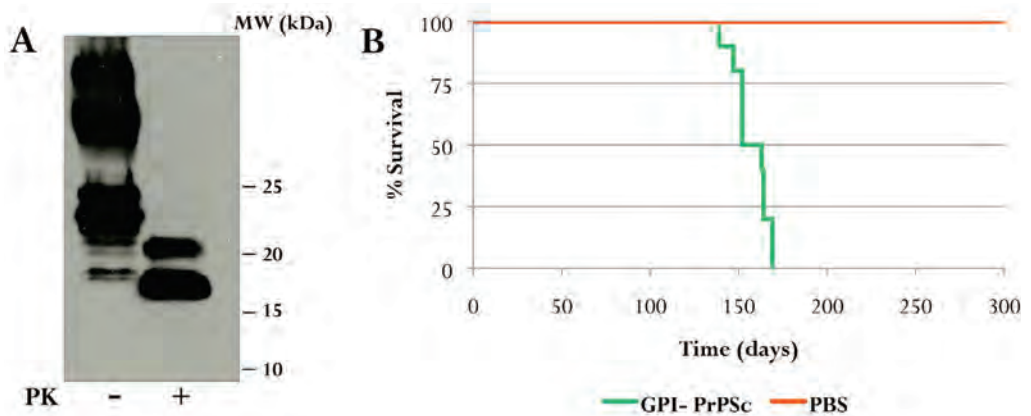 A
MW (kDa)
25
20
15
10
PK - +
B
% Survival
100
75
50
25
0
0 50 100 150 200 250 300
Time (days)
GPI- PrPSc PBS